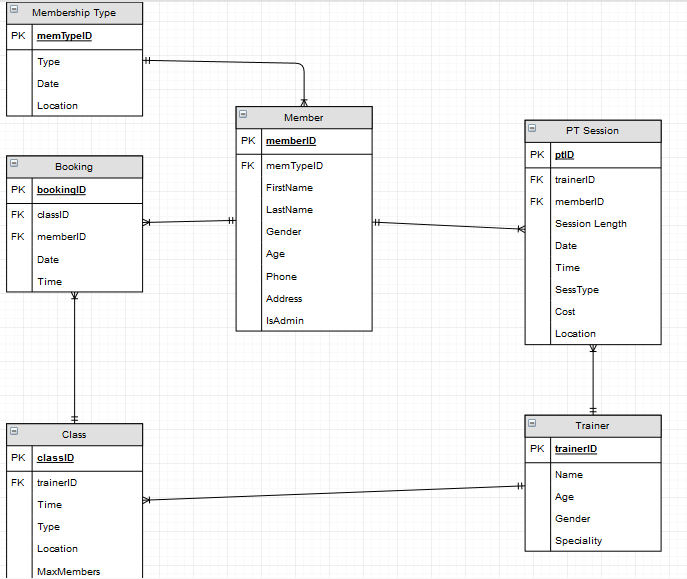 Membership Type
PK memTypeID
Type
Date
Location
Member
PK memberID
FK memTypeID
FirstName
LastName
Gender
Age
Phone
Address
IsAdmin
PT Session
PK ptID
FK trainerID
FK memberID
Session Length
Date
Time
SessType
Cost
Location
Booking
PK bookingID
FK classID
FK memberID
Date
Time
Class
PK classID
FK trainerID
Time
Type
Location
MaxMembers
Trainer
PK trainerID
Name
Age
Gender
Speciality